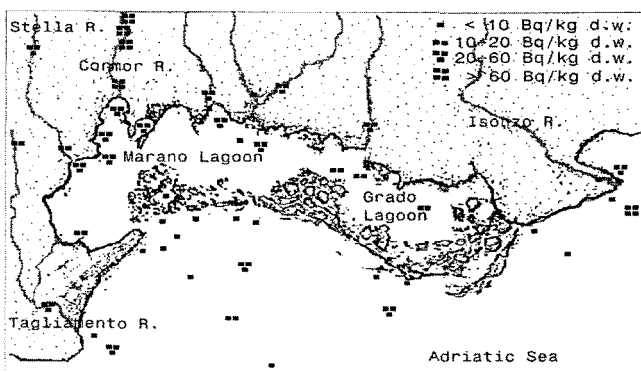 Stella R.
Cormor R.
< 10 Bq/kg d.w.
10-20 Bq/kg d.w.
20-60 Bq/kg d.w.
> 60 Bq/kg d.w.
Isonzo R.
Marano Lagoon
Grado
Lagoon
Tagliamento R.
Adriatic Sea